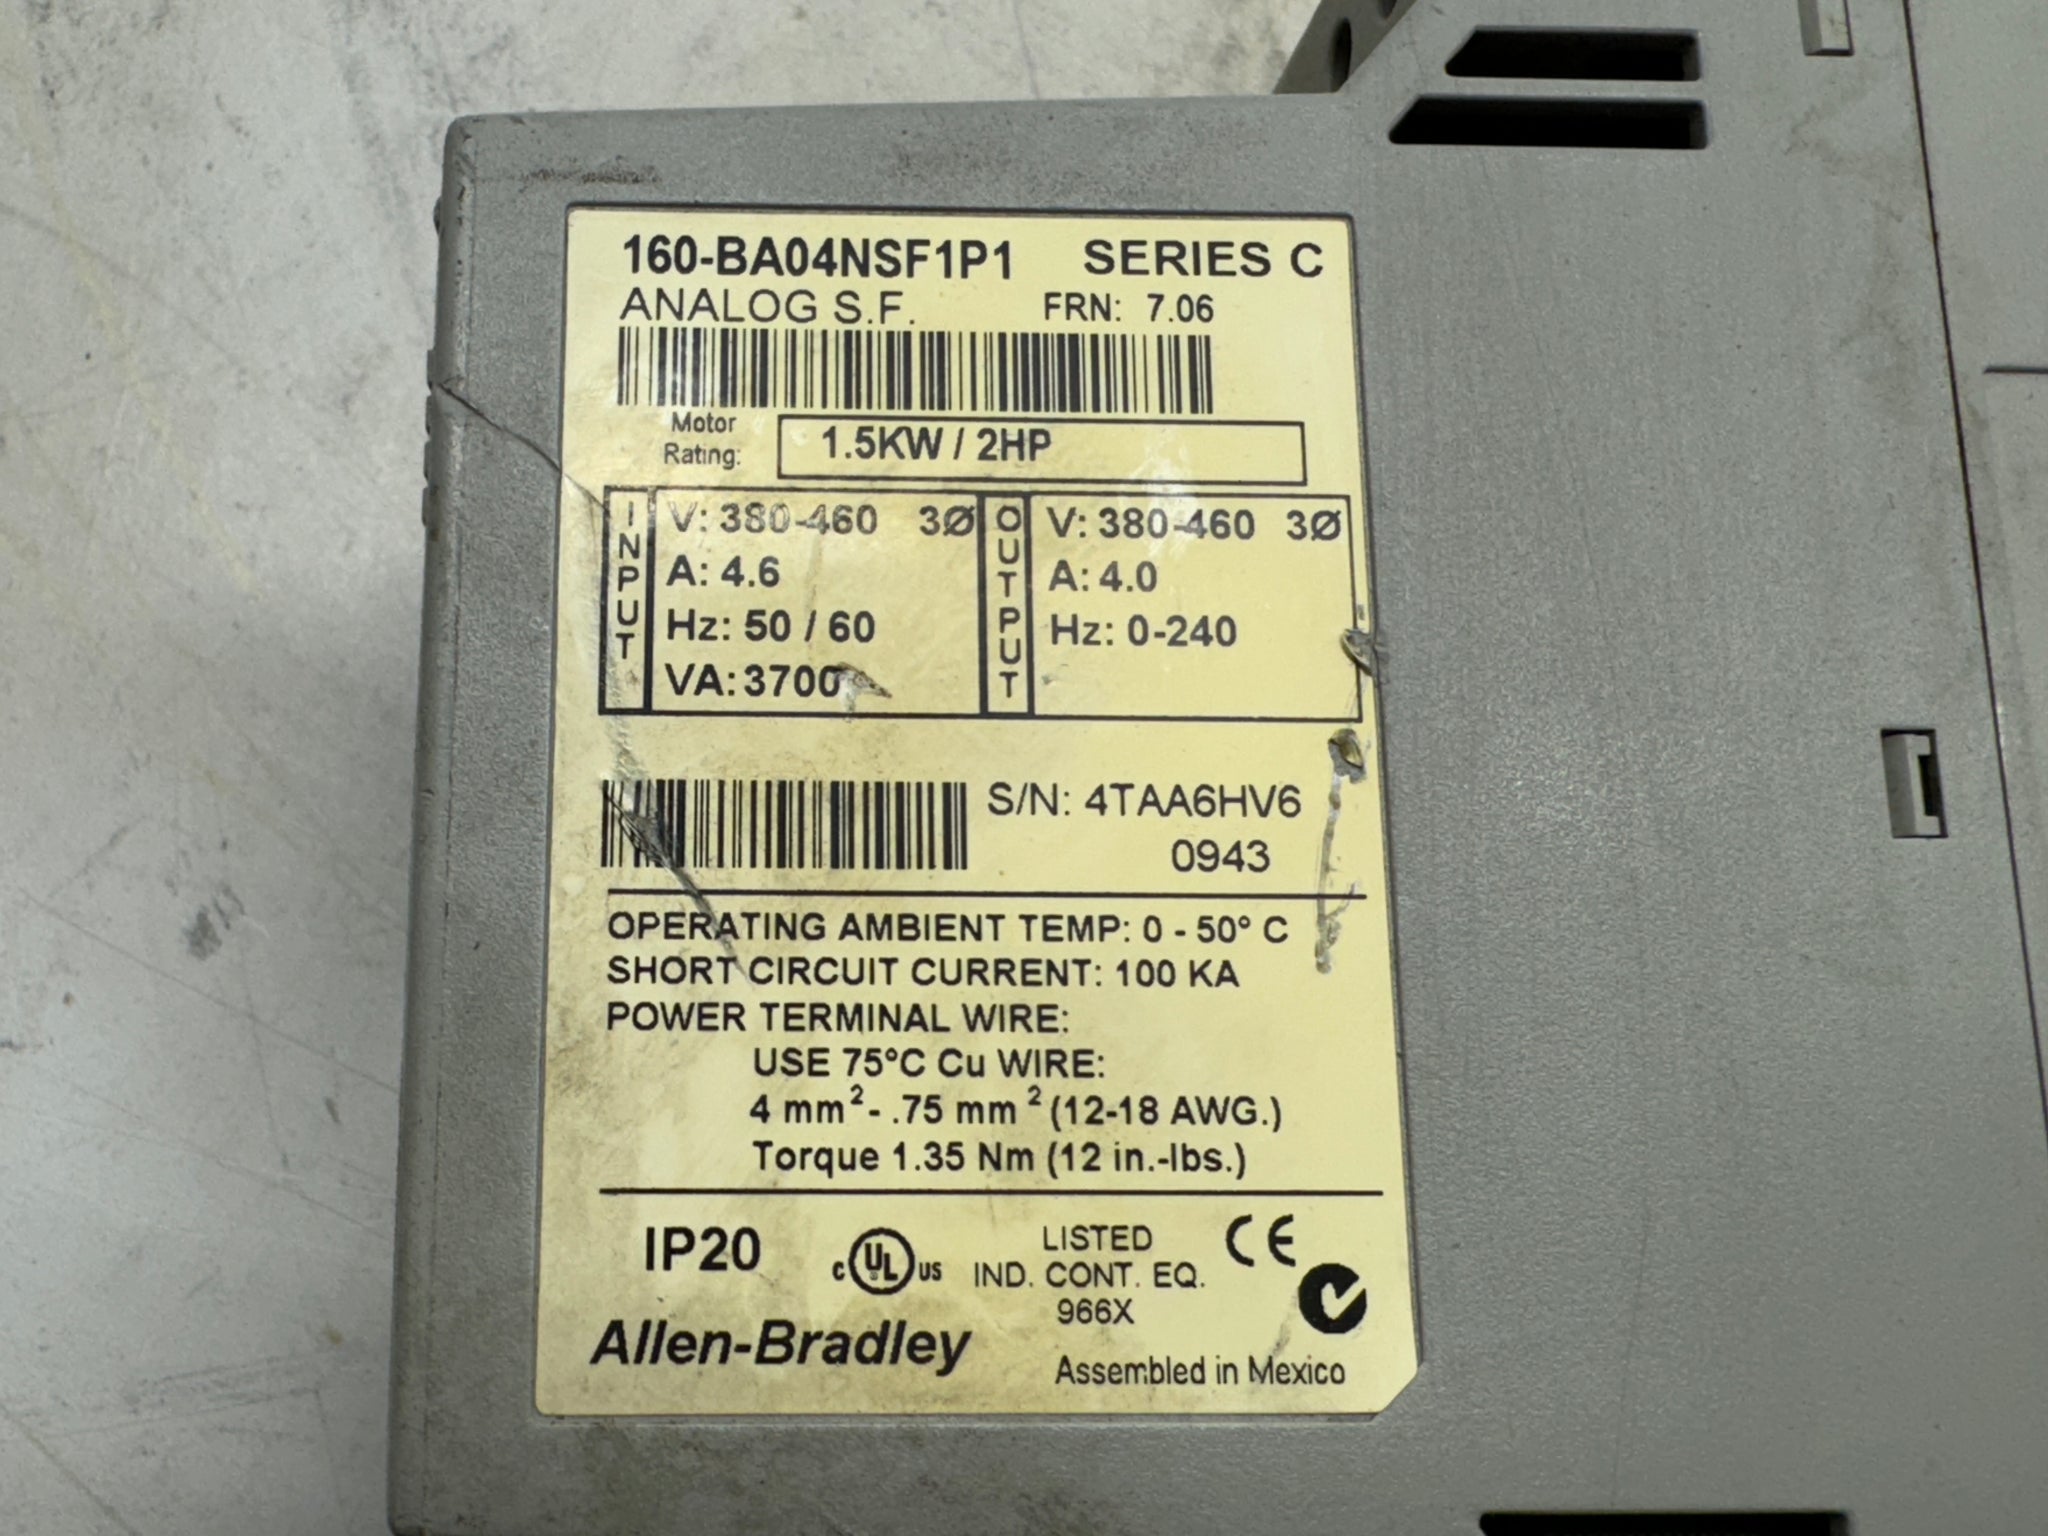 160-BA04NSF1P1 SERIES C
ANALOG S.F. FRN: 7.06
Motor Rating: 1.5KW / 2HP
INPUT
V: 380-460 3Ø
A: 4.6
Hz: 50 / 60
VA: 3700
OUTPUT
V: 380-460 3Ø
A: 4.0
Hz: 0-240
S/N: 4TAA6HV6
0943
OPERATING AMBIENT TEMP: 0 - 50° C
SHORT CIRCUIT CURRENT: 100 KA
POWER TERMINAL WIRE:
USE 75°C Cu WIRE:
4 mm² - .75 mm² (12-18 AWG.)
Torque 1.35 Nm (12 in.-lbs.)
IP20
C UL US
LISTED
IND. CONT. EQ.
966X
CE
Allen-Bradley
Assembled in Mexico